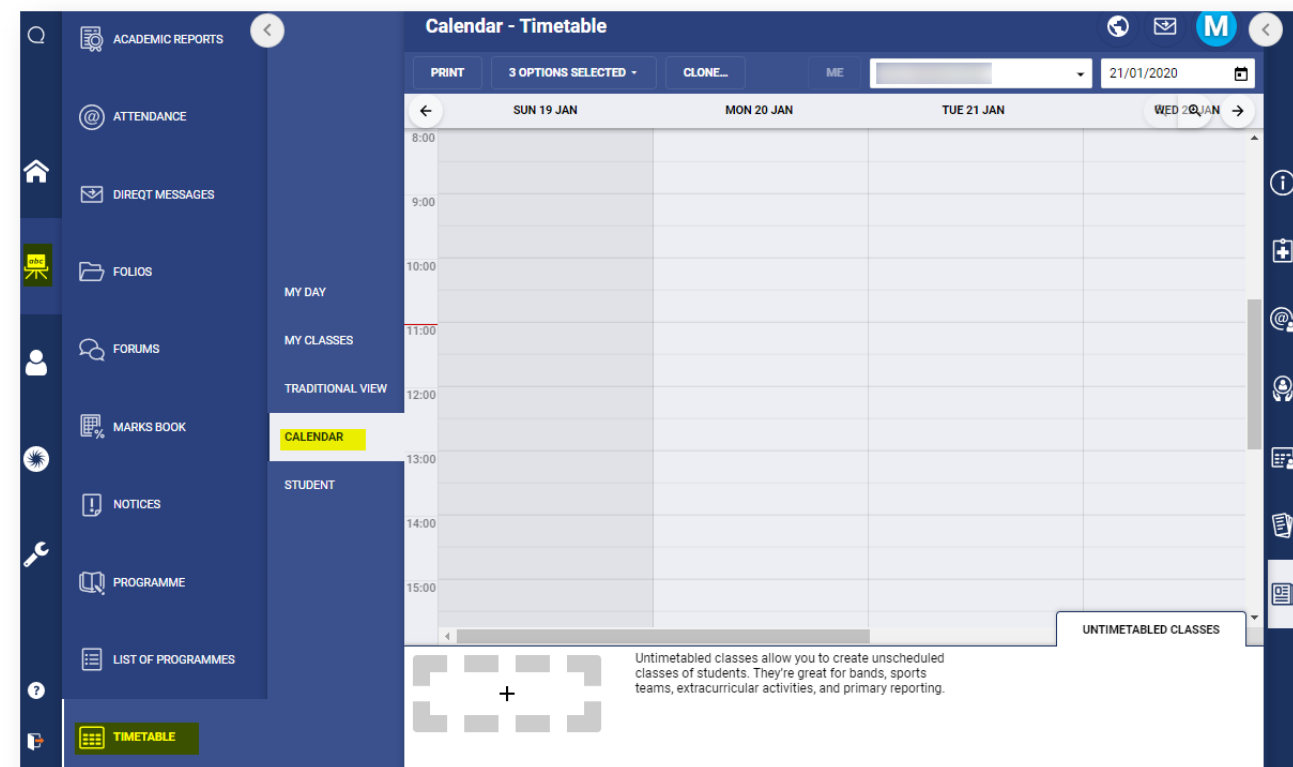 Calendar - Timetable
M
PRINT
3 OPTIONS SELECTED
CLONE...
ME
21/01/2020
SUN 19 JAN
MON 20 JAN
TUE 21 JAN
JAN
abc
ACADEMIC REPORTS
ATTENDANCE
DIREQT MESSAGES
FOLIOS
FORUMS
MARKS BOOK
NOTICES
PROGRAMME
LIST OF PROGRAMMES
TIMETABLE
MY DAY
MY CLASSES
TRADITIONAL VIEW
CALENDAR
STUDENT
8:00
9:00
10:00
11:00
12:00
13:00
14:00
15:00
UNTIMETABLED CLASSES
+
Untimetabled classes allow you to create unscheduled
classes of students. They're great for bands, sports
teams, extracurricular activities, and primary reporting.